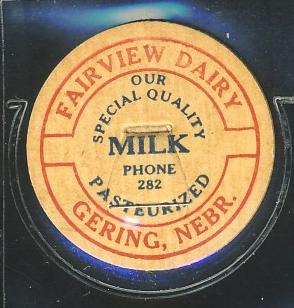 FAIRVIEW DAIRY
OUR
SPECIAL QUALITY
MILK
PHONE
282
PASTEURIZED
GERING, NEBR.